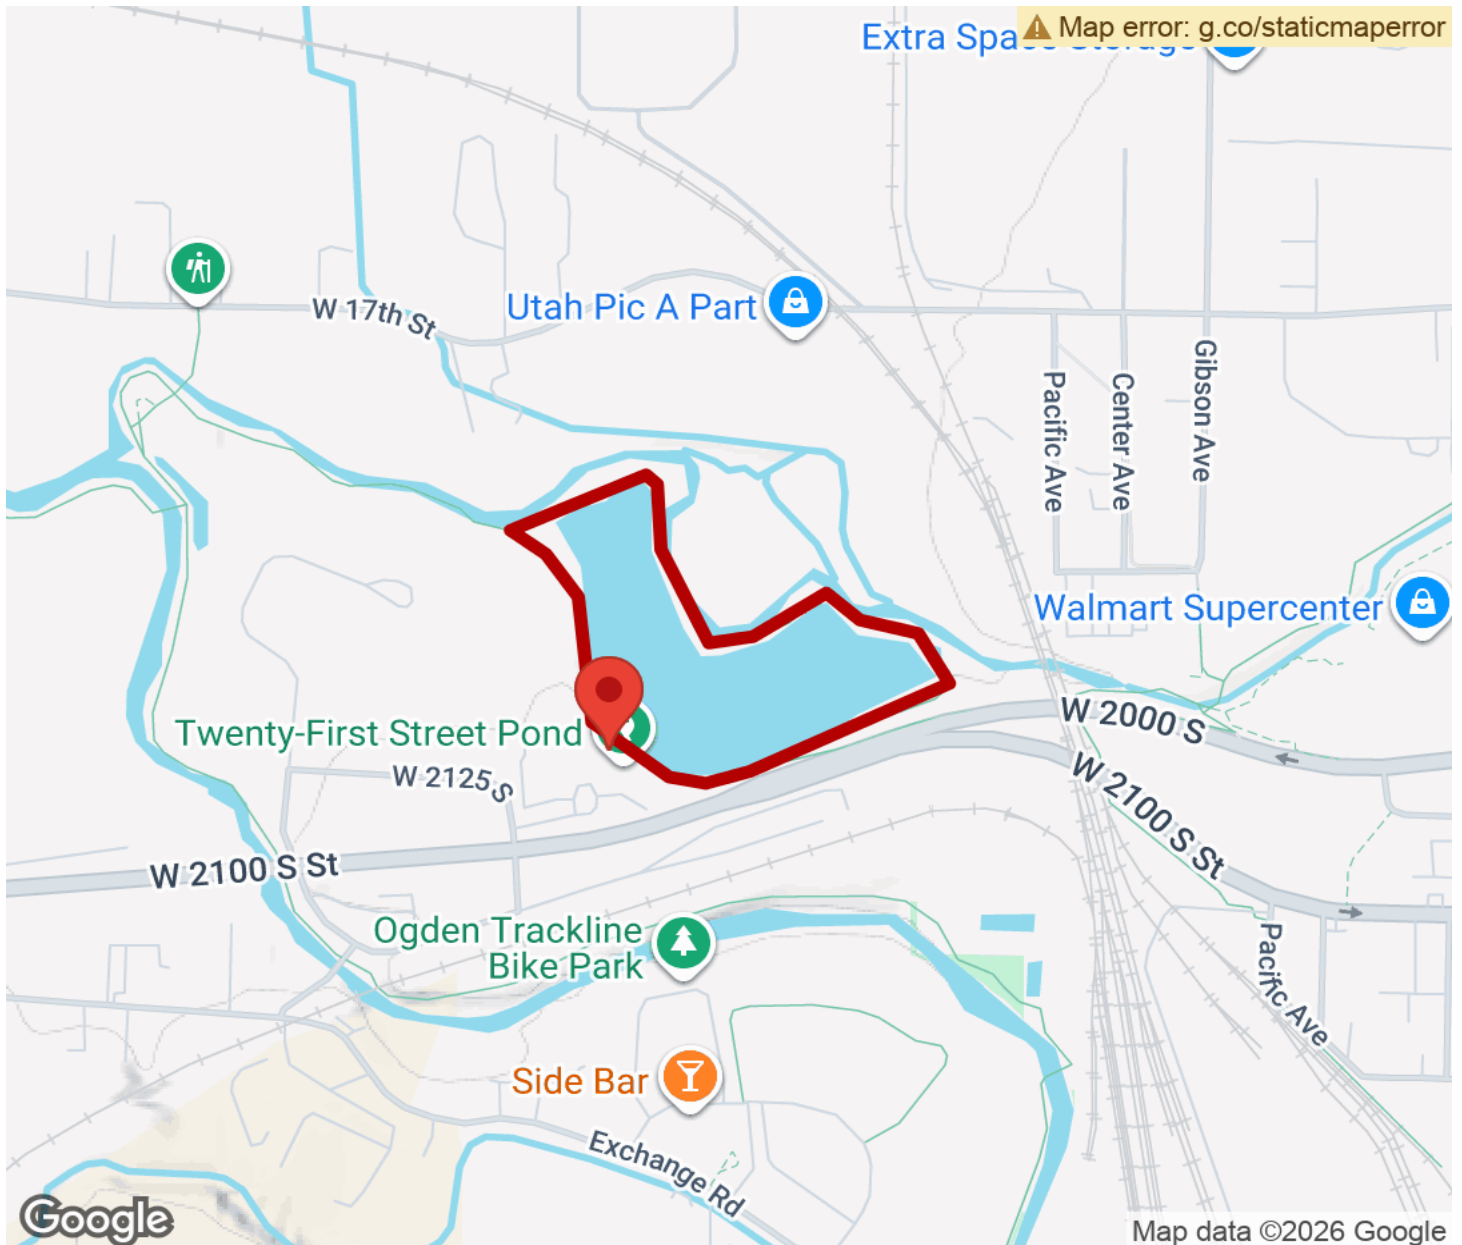 Map error: g.co/staticmaperror
Extra Space Storage
W 17th St
Utah Pic A Part
Pacific Ave
Center Ave
Gibson Ave
Walmart Supercenter
W 2000 S
Twenty-First Street Pond
W 2125 S
W 2100 S St
W 2100 S St
Ogden Trackline
Bike Park
Pacific Ave
Side Bar
Exchange Rd
Google
Map data ©2026 Google